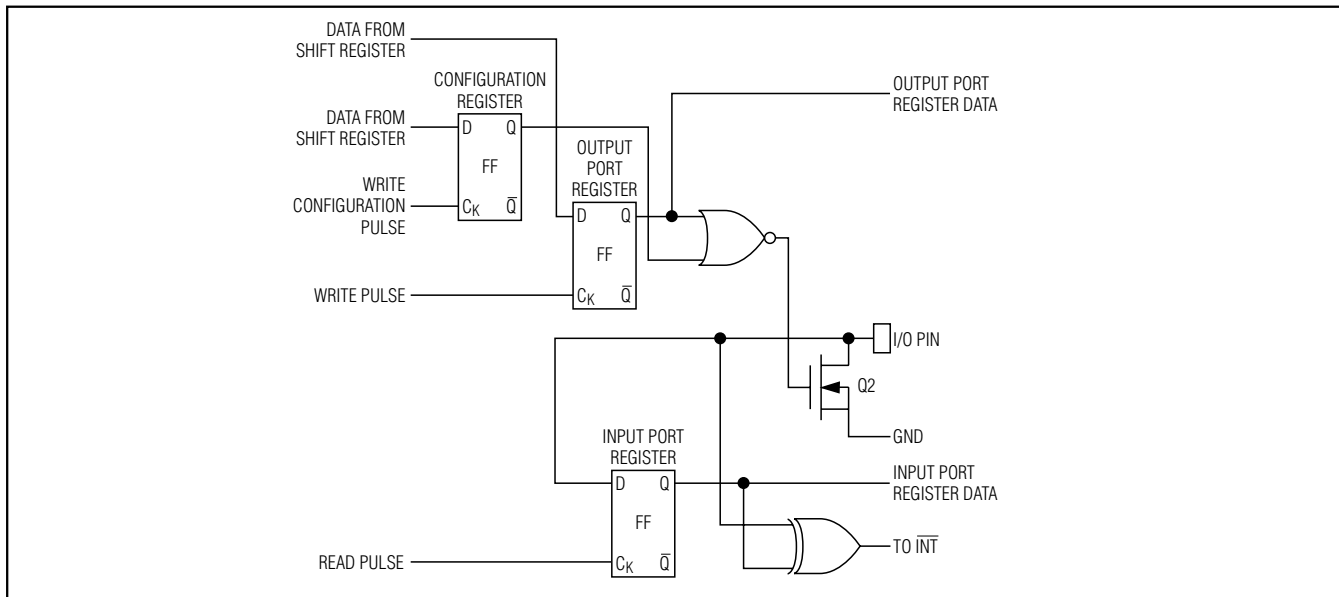 DATA FROM
SHIFT REGISTER
CONFIGURATION
REGISTER
DATA FROM
SHIFT REGISTER
D Q
FF
WRITE
CONFIGURATION
PULSE
CK Q̅
OUTPUT
PORT
REGISTER
D Q
FF
WRITE PULSE
CK Q̅
OUTPUT PORT
REGISTER DATA
I/O PIN
Q2
GND
INPUT PORT
REGISTER
D Q
FF
READ PULSE
CK Q̅
INPUT PORT
REGISTER DATA
TO I̅N̅T̅